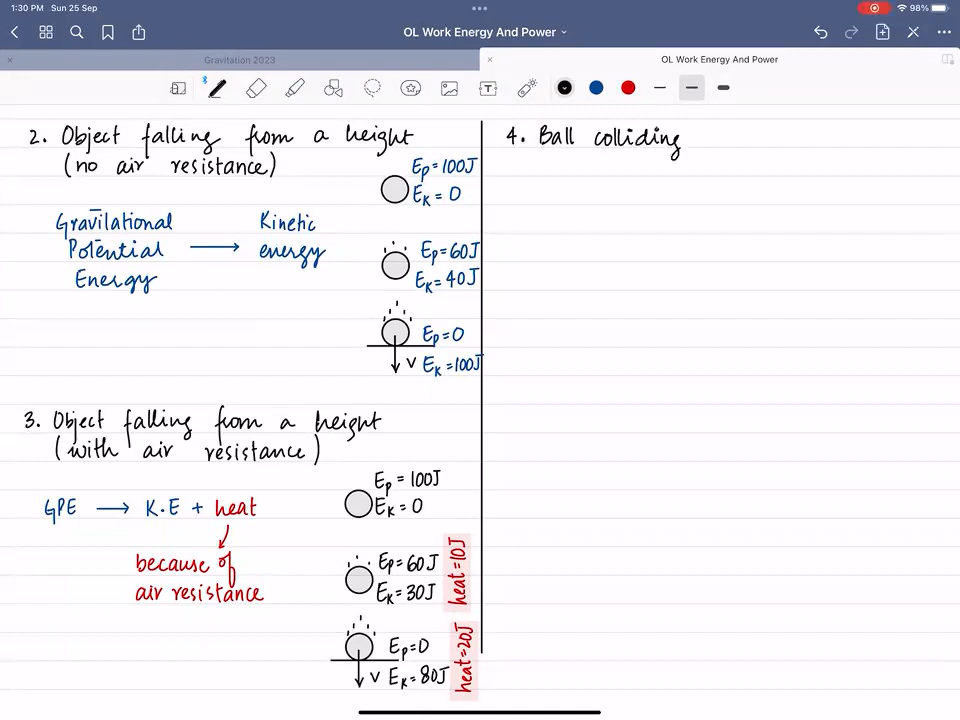 1:30 PM Sun 25 Sep
98%
OL Work Energy And Power
Gravitation 2023
OL Work Energy And Power
T
2. Object falling from a height
(no air resistance)
Ep = 100J
EK = 0
Gravitational
Potential
Energy
⟶
Kinetic
energy
Ep = 60J
EK = 40J
Ep = 0
V EK = 100J
3. Object falling from a height
(with air resistance)
Ep = 100J
EK = 0
GPE ⟶ K.E + heat
because of
air resistance
Ep = 60J
EK = 30J
heat = 10J
Ep = 0
V EK = 80J
heat = 20J
4. Ball colliding